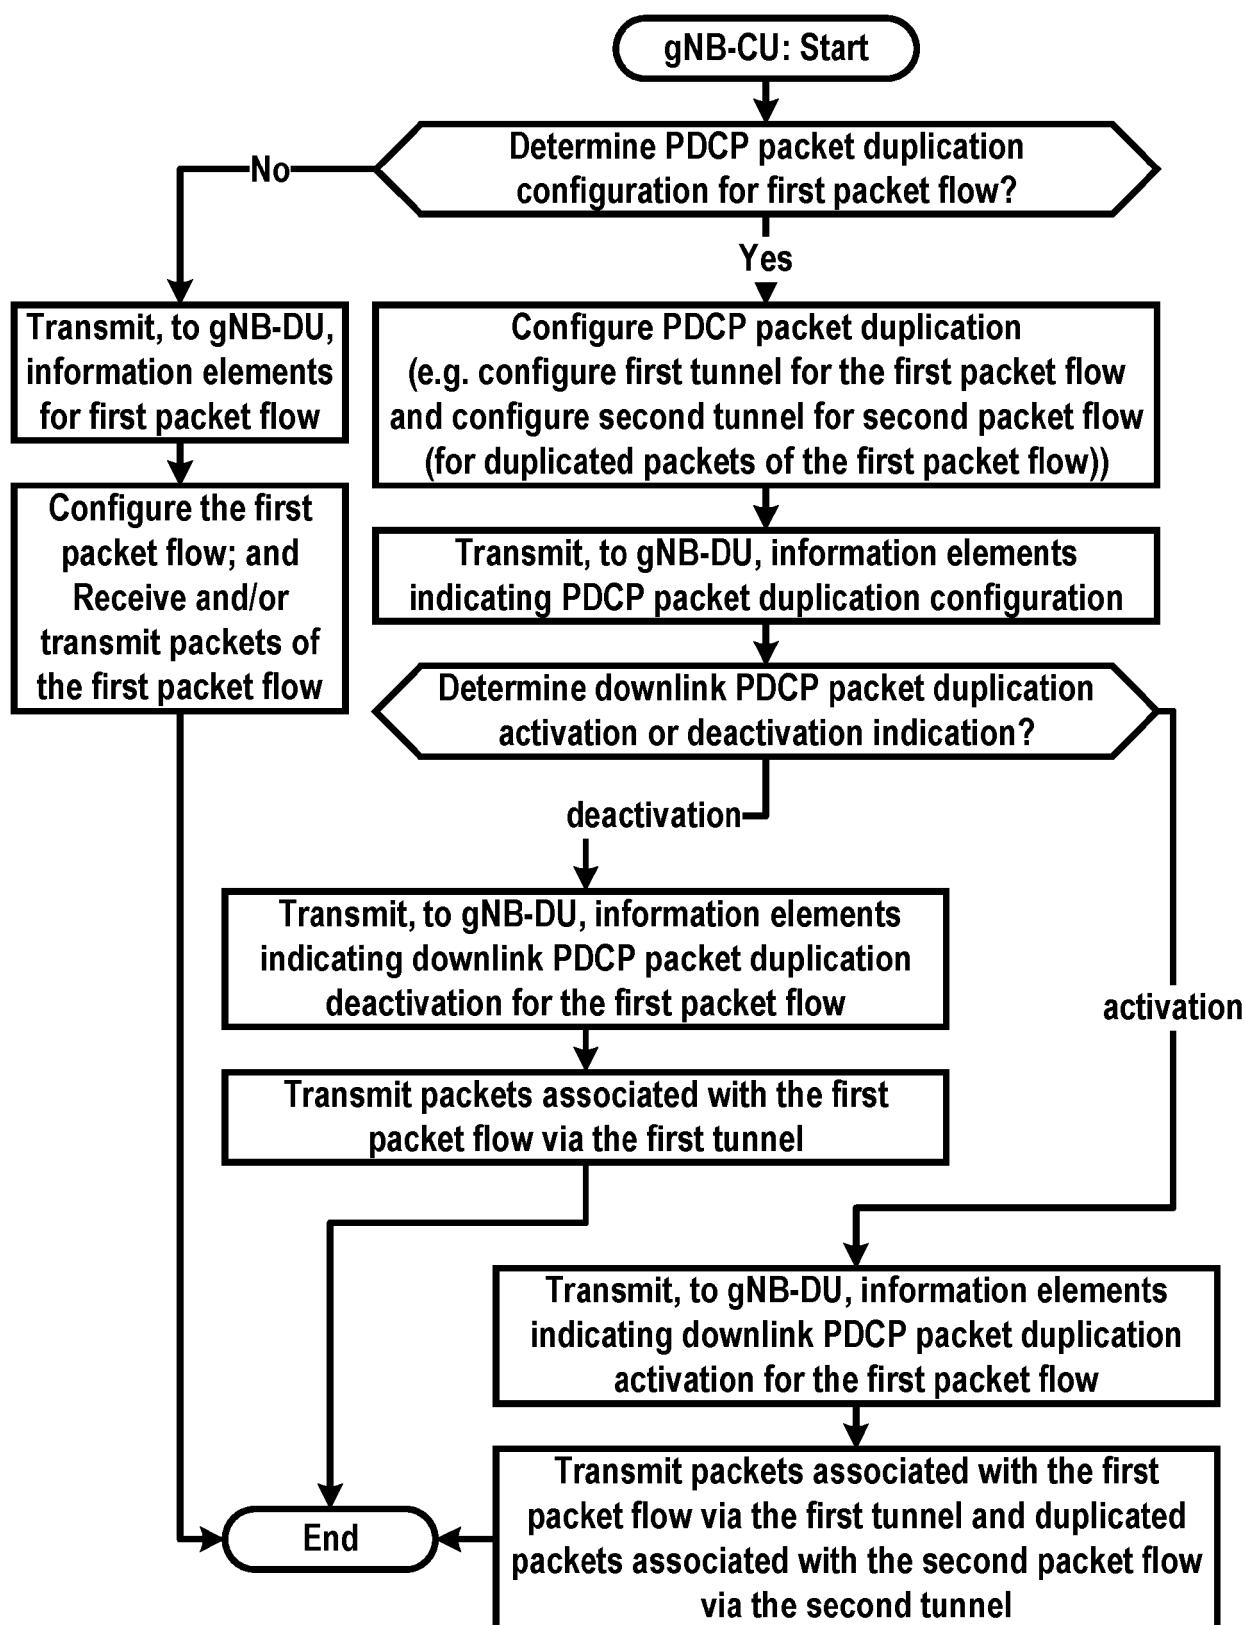 gNB-CU: Start
Determine PDCP packet duplication
configuration for first packet flow?
No
Yes
Transmit, to gNB-DU,
information elements
for first packet flow
Configure the first
packet flow; and
Receive and/or
transmit packets of
the first packet flow
Configure PDCP packet duplication
(e.g. configure first tunnel for the first packet flow
and configure second tunnel for second packet flow
(for duplicated packets of the first packet flow))
Transmit, to gNB-DU, information elements
indicating PDCP packet duplication configuration
Determine downlink PDCP packet duplication
activation or deactivation indication?
deactivation
Transmit, to gNB-DU, information elements
indicating downlink PDCP packet duplication
deactivation for the first packet flow
activation
Transmit packets associated with the first
packet flow via the first tunnel
Transmit, to gNB-DU, information elements
indicating downlink PDCP packet duplication
activation for the first packet flow
Transmit packets associated with the first
packet flow via the first tunnel and duplicated
packets associated with the second packet flow
via the second tunnel
End